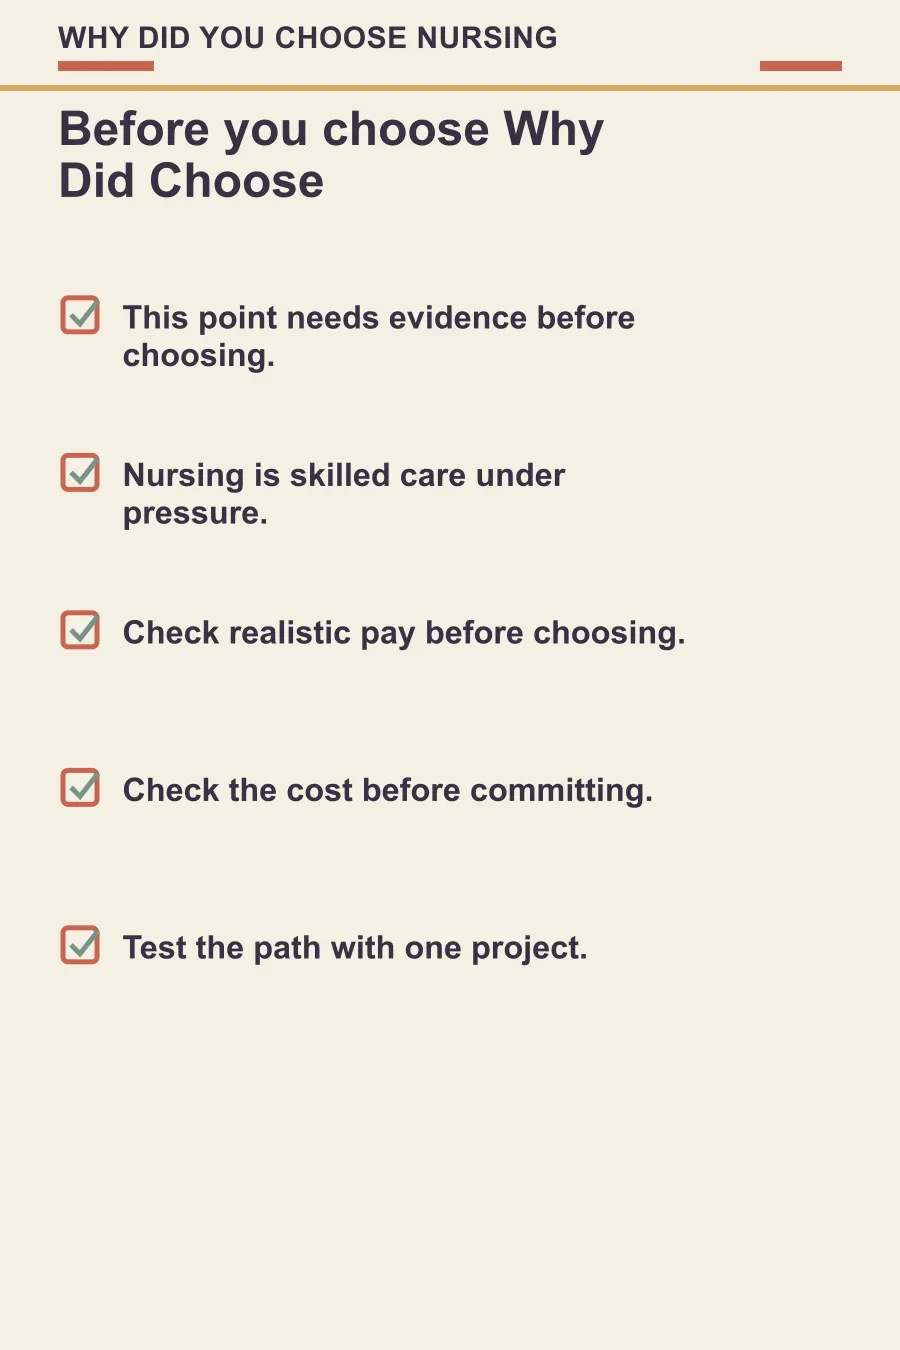 WHY DID YOU CHOOSE NURSING
Before you choose Why
Did Choose
This point needs evidence before
choosing.
Nursing is skilled care under
pressure.
Check realistic pay before choosing.
Check the cost before committing.
Test the path with one project.